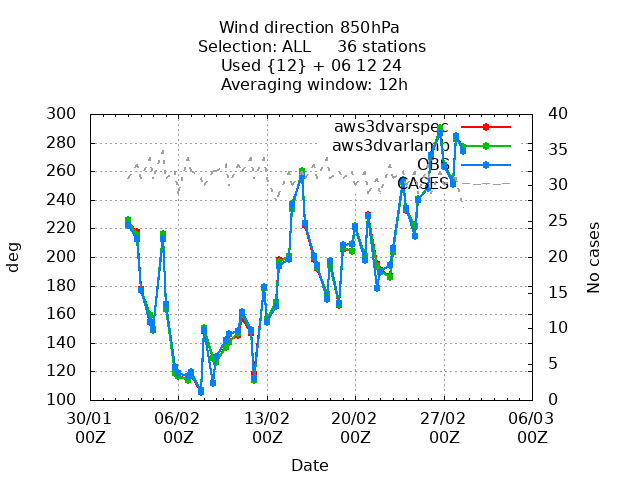 Wind direction 850hPa
Selection: ALL 36 stations
Used {12} + 06 12 24
Averaging window: 12h
300
280
260
240
220
200
180
160
140
120
100
deg
40
35
30
25
20
15
10
5
0
No cases
aws3dvarspec
aws3dvarlamb
OBS
CASES
30/01 06/02 13/02 20/02 27/02 06/03
00Z 00Z 00Z 00Z 00Z 00Z
Date